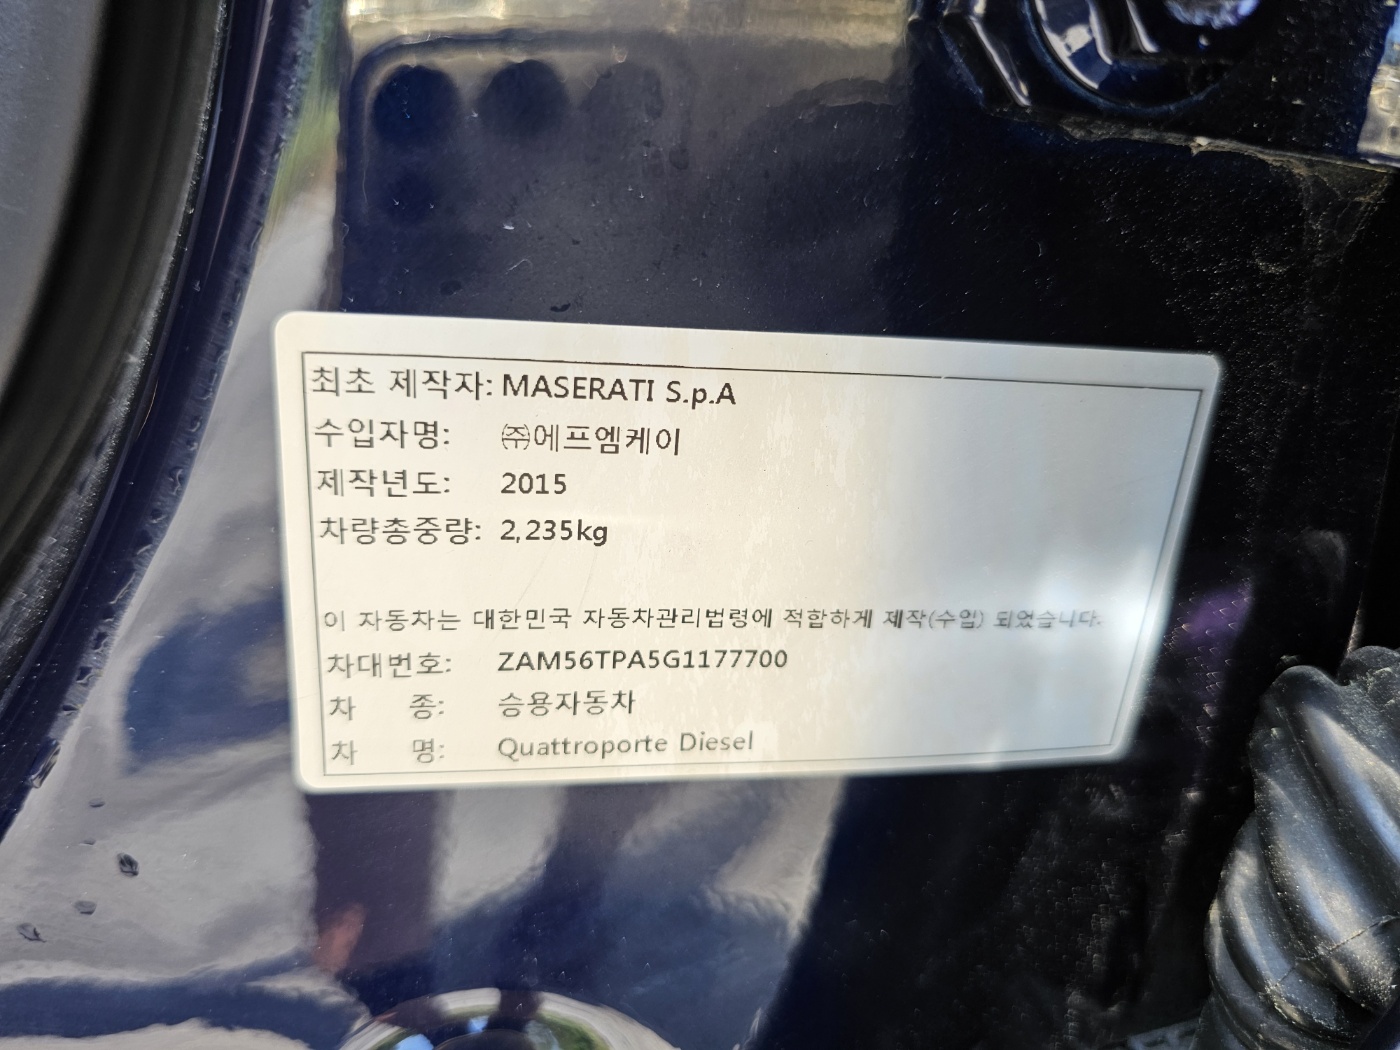 최초 제작자: MASERATI S.p.A
수입자명: ㈜에프엠케이
제작년도: 2015
차량총중량: 2,235kg
이 자동차는 대한민국 자동차관리법령에 적합하게 제작(수입) 되었습니다.
차대번호: ZAM56TPA5G1177700
차 종: 승용자동차
차 명: Quattroporte Diesel